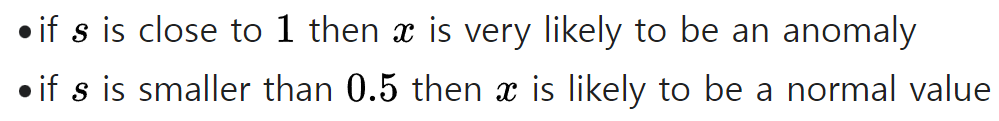 • if s is close to 1 then x is very likely to be an anomaly
• if s is smaller than 0.5 then x is likely to be a normal value